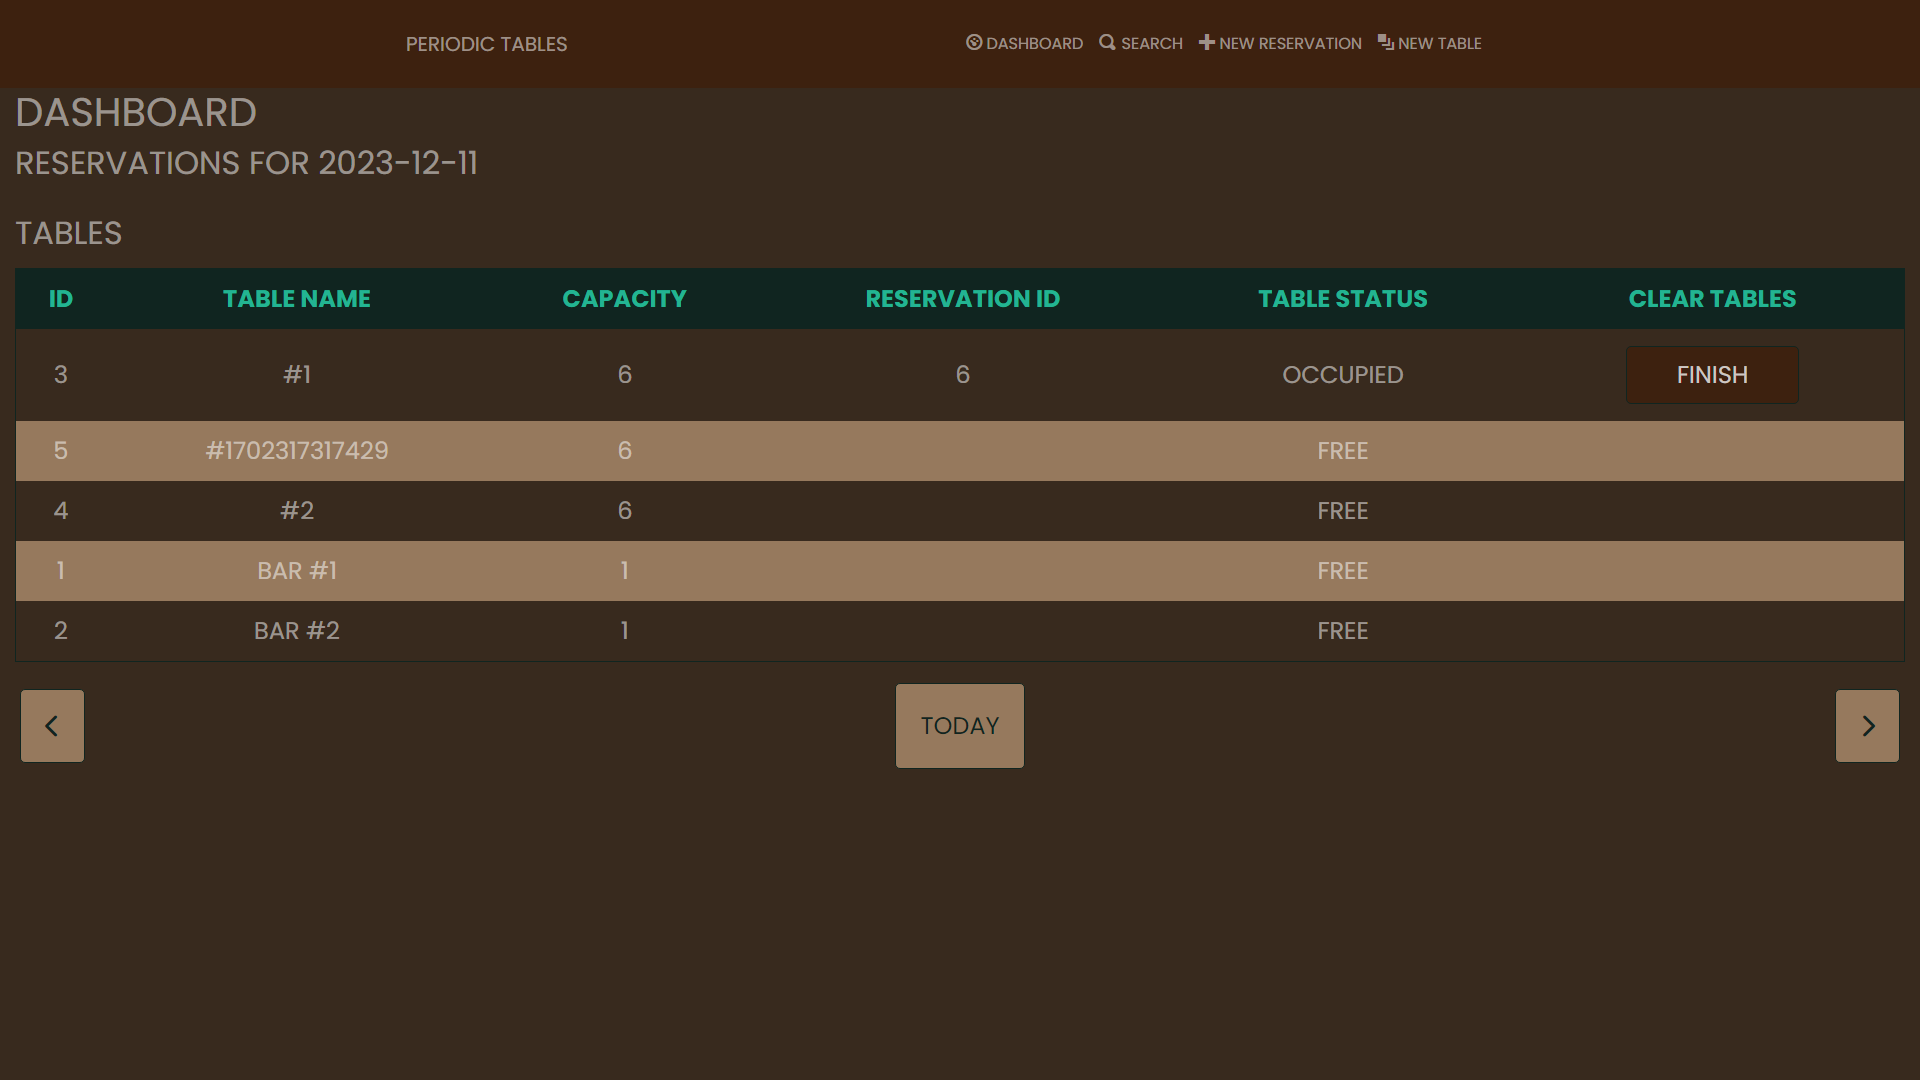 PERIODIC TABLES
DASHBOARD SEARCH NEW RESERVATION NEW TABLE
DASHBOARD
RESERVATIONS FOR 2023-12-11
TABLES
ID TABLE NAME CAPACITY RESERVATION ID TABLE STATUS CLEAR TABLES
3 #1 6 6 OCCUPIED FINISH
5 #1702317317429 6 FREE
4 #2 6 FREE
1 BAR #1 1 FREE
2 BAR #2 1 FREE
TODAY